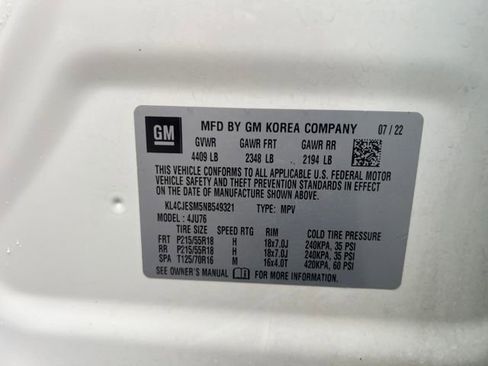 GM
MFD BY GM KOREA COMPANY 07 / 22
GVWR GAWR FRT GAWR RR
4409 LB 2348 LB 2194 LB
THIS VEHICLE CONFORMS TO ALL APPLICABLE U.S. FEDERAL MOTOR
VEHICLE SAFETY, BUMPER, AND THEFT PREVENTION STANDARDS IN
EFFECT ON THE DATE OF MANUFACTURE SHOWN ABOVE.
KL4CJESM5NB549321 TYPE: MPV
MODEL : 4JU76
TIRE SIZE SPEED RTG RIM COLD TIRE PRESSURE
FRT P215/55R18 H 18x7.0J 240KPA, 35 PSI
RR P215/55R18 H 18x7.0J 240KPA, 35 PSI
SPA T125/70R16 M 16x4.0T 420KPA, 60 PSI
SEE OWNER'S MANUAL FOR MORE INFORMATION.